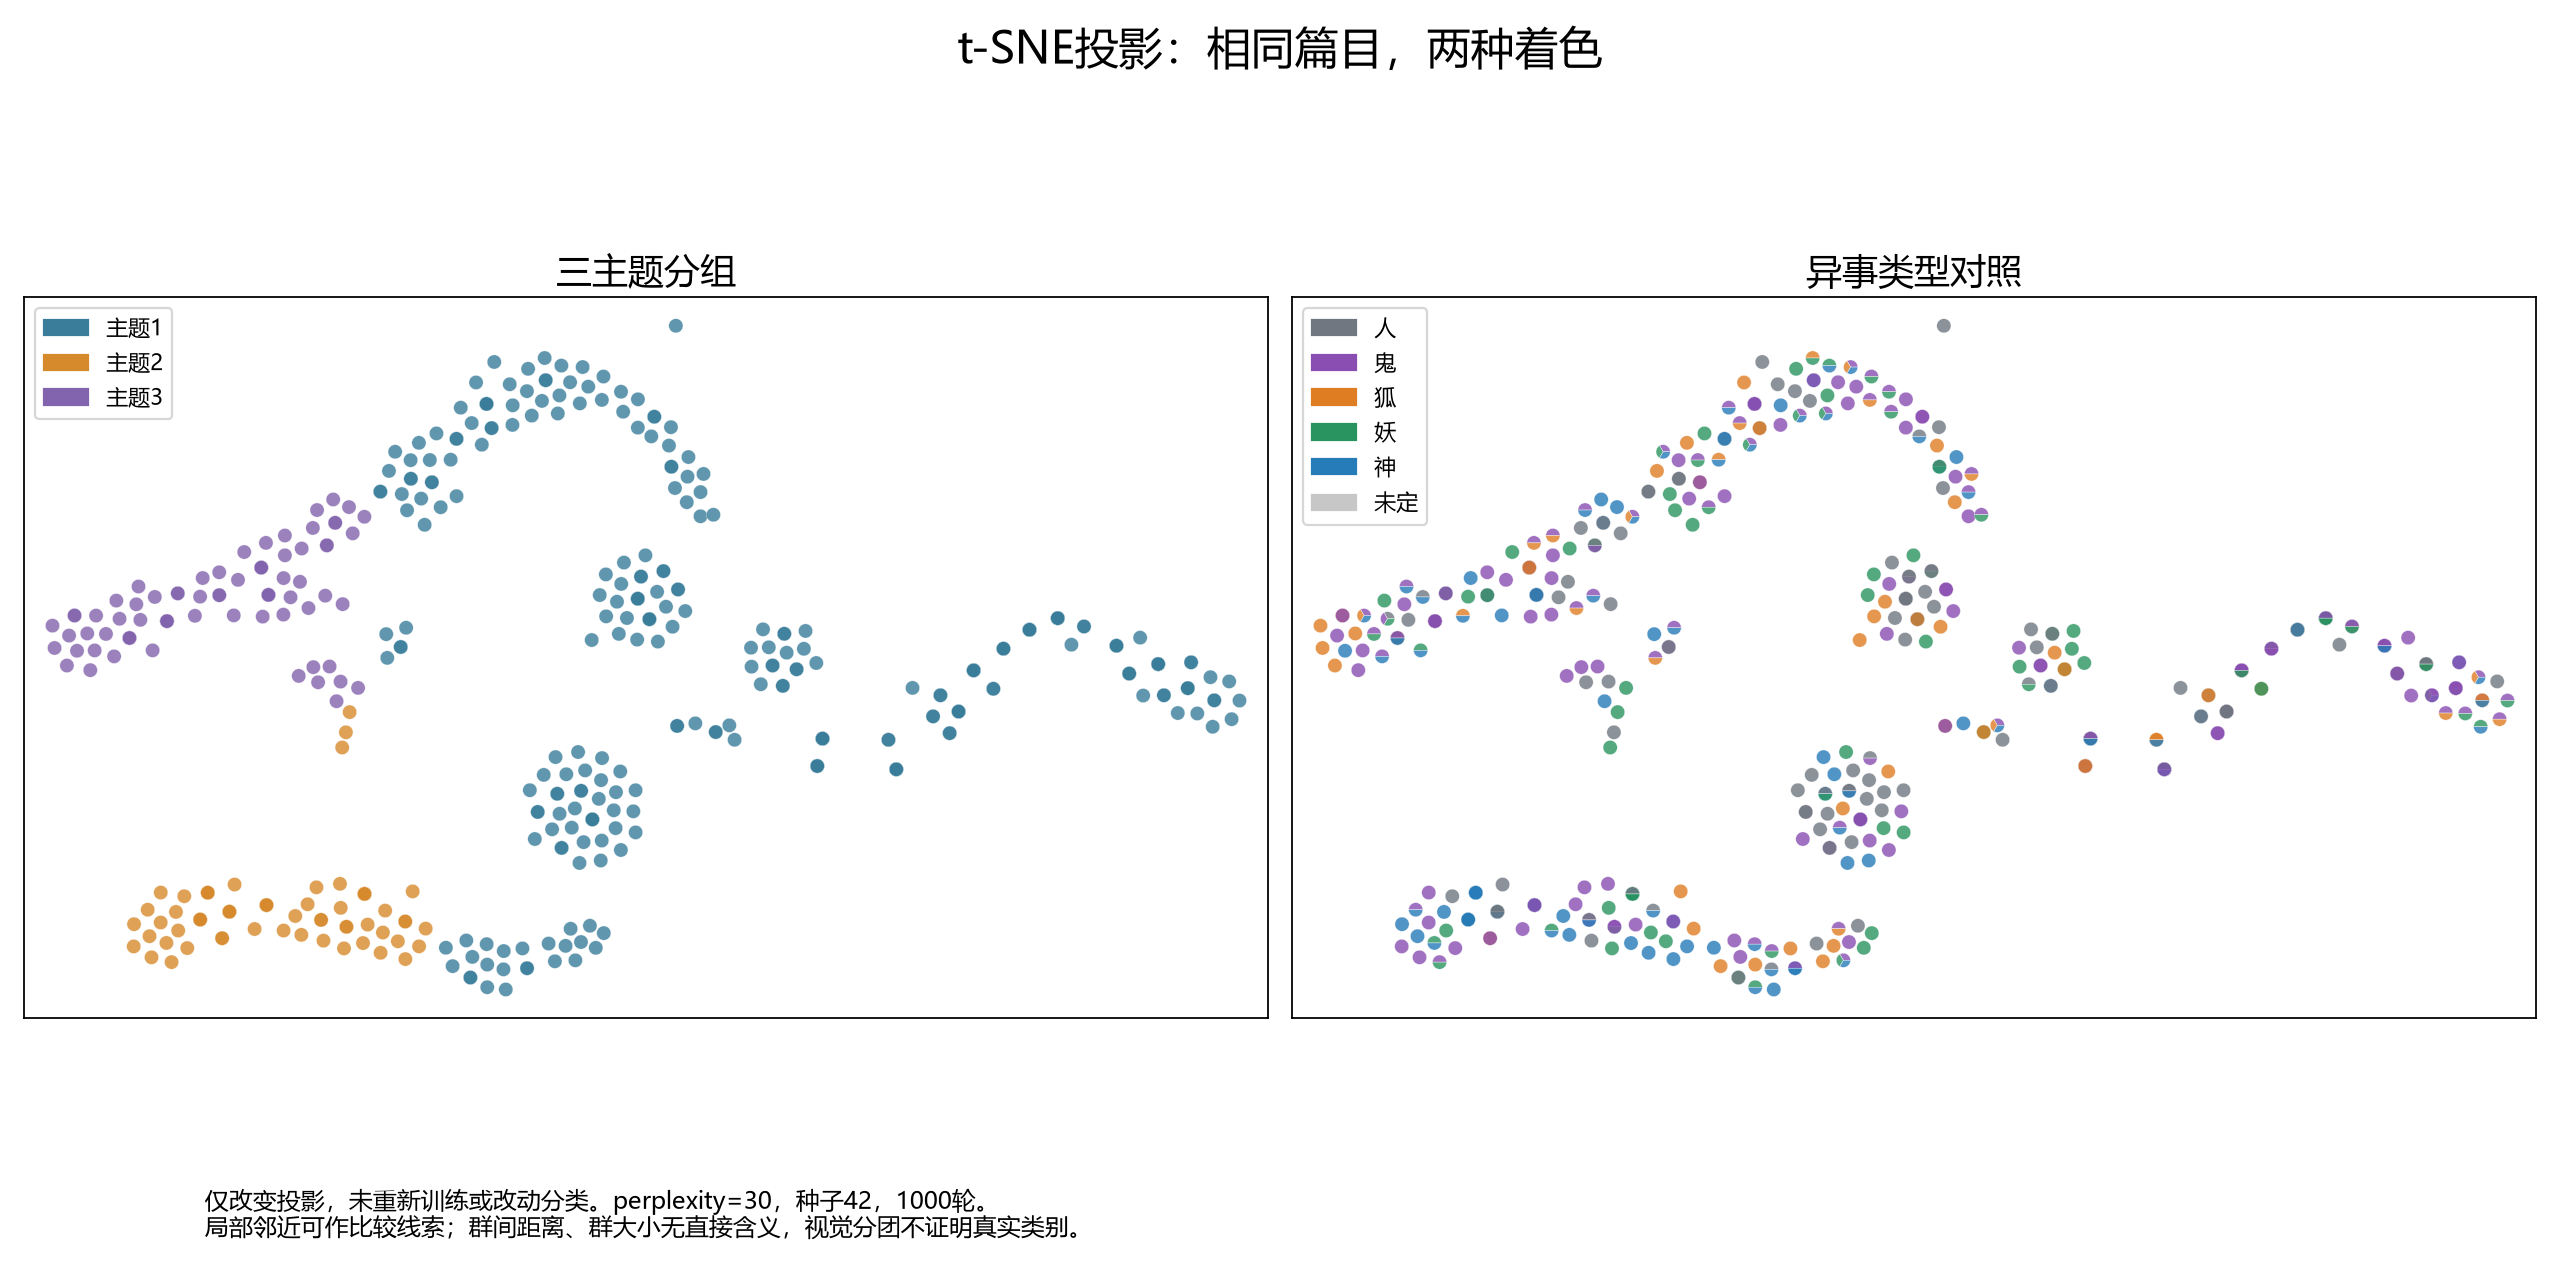 t-SNE投影：相同篇目，两种着色
三主题分组
主题1
主题2
主题3
异事类型对照
人
鬼
狐
妖
神
未定
仅改变投影，未重新训练或改动分类。perplexity=30，种子42，1000轮。
局部邻近可作比较线索；群间距离、群大小无直接含义，视觉分团不证明真实类别。